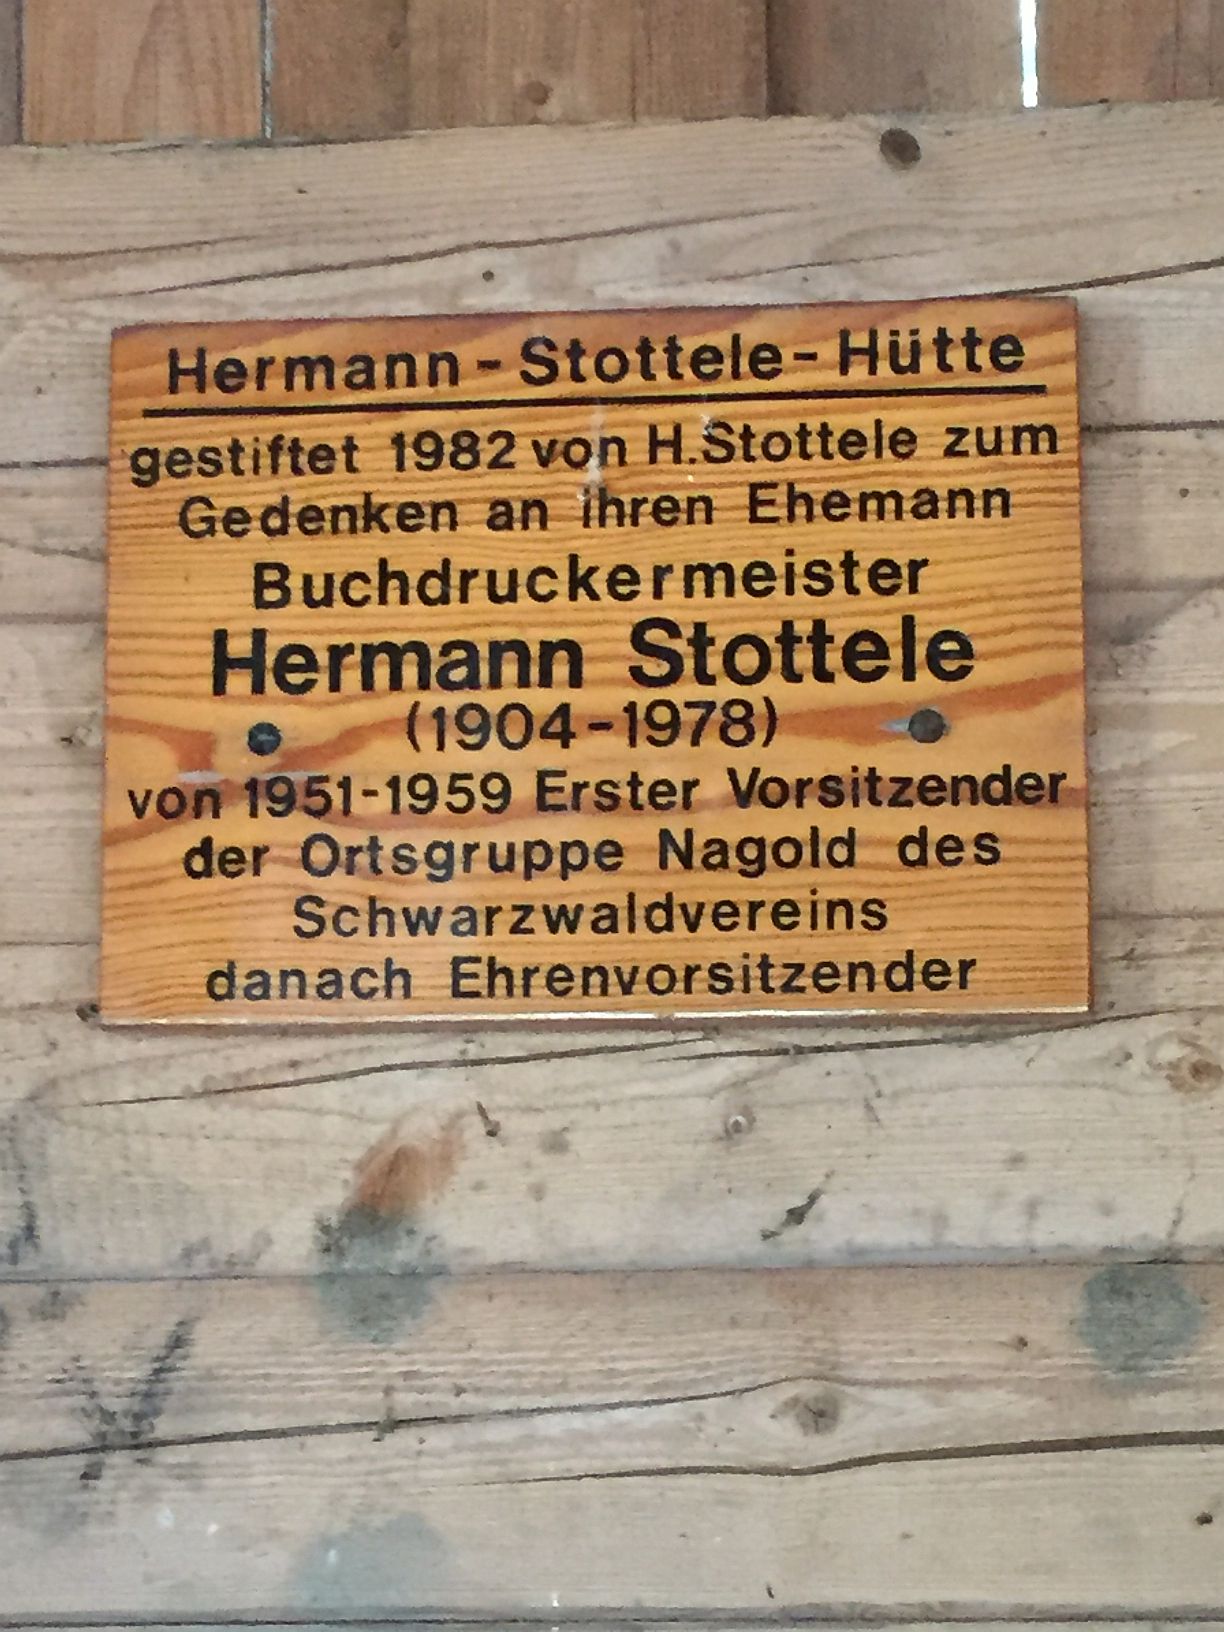 Hermann - Stottele - Hütte
gestiftet 1982 von H. Stottele zum
Gedenken an ihren Ehemann
Buchdruckermeister
Hermann Stottele
(1904-1978)
von 1951-1959 Erster Vorsitzender
der Ortsgruppe Nagold des
Schwarzwaldvereins
danach Ehrenvorsitzender